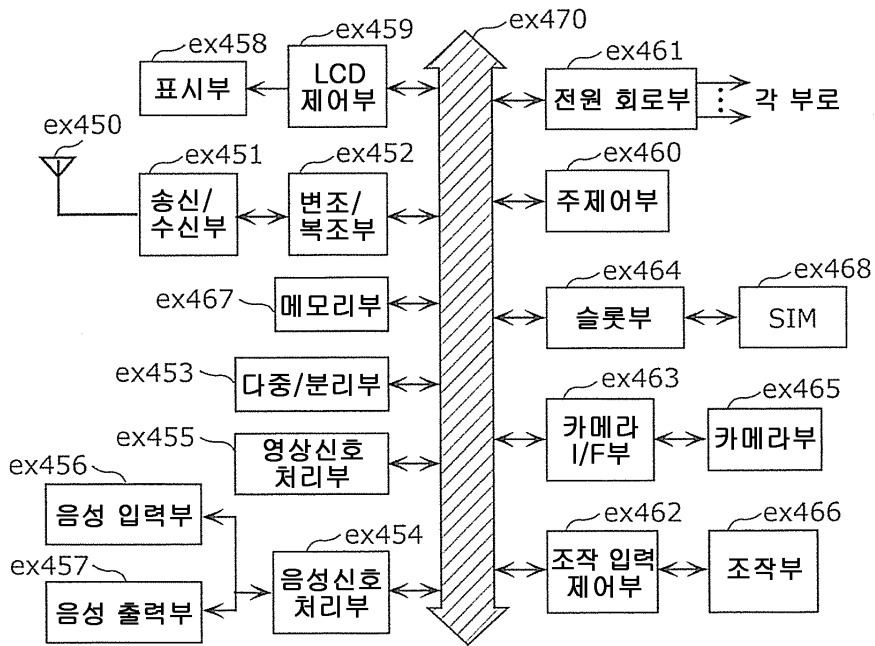 ex470
ex459
ex458
LCD
제어부
표시부
ex461
전원 회로부
각 부로
ex450
ex451
송신/
수신부
ex452
변조/
복조부
ex460
주제어부
ex467
메모리부
ex464
슬롯부
ex468
SIM
ex453
다중/분리부
ex463
카메라
I/F부
ex465
카메라부
ex455
영상신호
처리부
ex456
음성 입력부
ex454
음성신호
처리부
ex457
음성 출력부
ex462
조작 입력
제어부
ex466
조작부